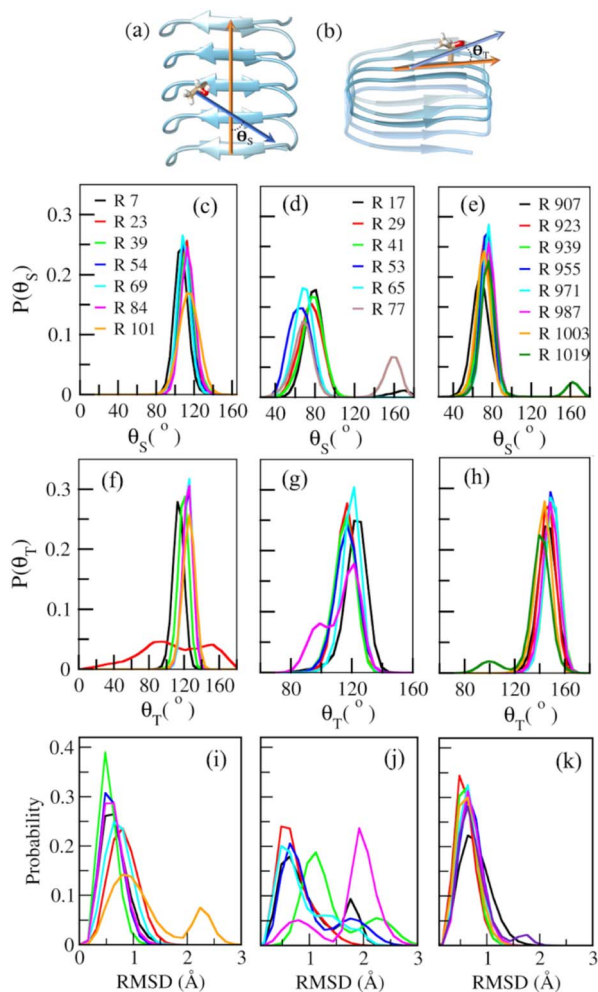 (a)
θS
(b)
θT
P(θS)
0.3
0.2
0.1
0
R 7
R 23
R 39
R 54
R 69
R 84
R 101
(c)
0 40 80 120 160
θS(°)
(d)
R 17
R 29
R 41
R 53
R 65
R 77
40 80 120 160
θS(°)
(e)
R 907
R 923
R 939
R 955
R 971
R 987
R 1003
R 1019
40 80 120 160
θS(°)
P(θT)
0.3
0.2
0.1
0
(f)
0 40 80 120 160
θT(°)
(g)
80 120 160
θT(°)
(h)
80 120 160
θT(°)
Probability
0.4
0.3
0.2
0.1
0
(i)
0 1 2 3
RMSD (Å)
(j)
1 2 3
RMSD (Å)
(k)
0 1 2 3
RMSD (Å)